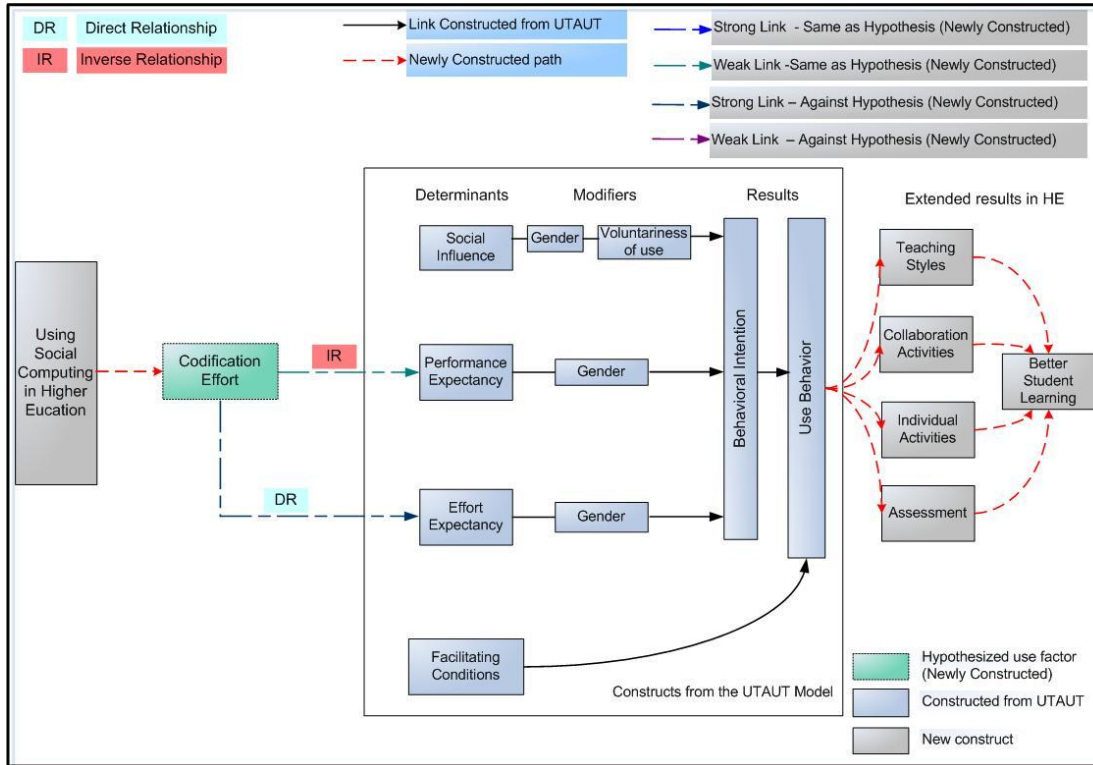 DR Direct Relationship
IR Inverse Relationship
Link Constructed from UTAUT
Newly Constructed path
Strong Link - Same as Hypothesis (Newly Constructed)
Weak Link -Same as Hypothesis (Newly Constructed)
Strong Link – Against Hypothesis (Newly Constructed)
Weak Link – Against Hypothesis (Newly Constructed)
Determinants
Modifiers
Results
Extended results in HE
Using
Social
Computing
in Higher
Eucation
Codification
Effort
IR
DR
Social
Influence
Gender
Voluntariness
of use
Performance
Expectancy
Gender
Effort
Expectancy
Gender
Facilitating
Conditions
Behavioral Intention
Use Behavior
Constructs from the UTAUT Model
Teaching
Styles
Collaboration
Activities
Individual
Activities
Assessment
Better
Student
Learning
Hypothesized use factor
(Newly Constructed)
Constructed from UTAUT
New construct